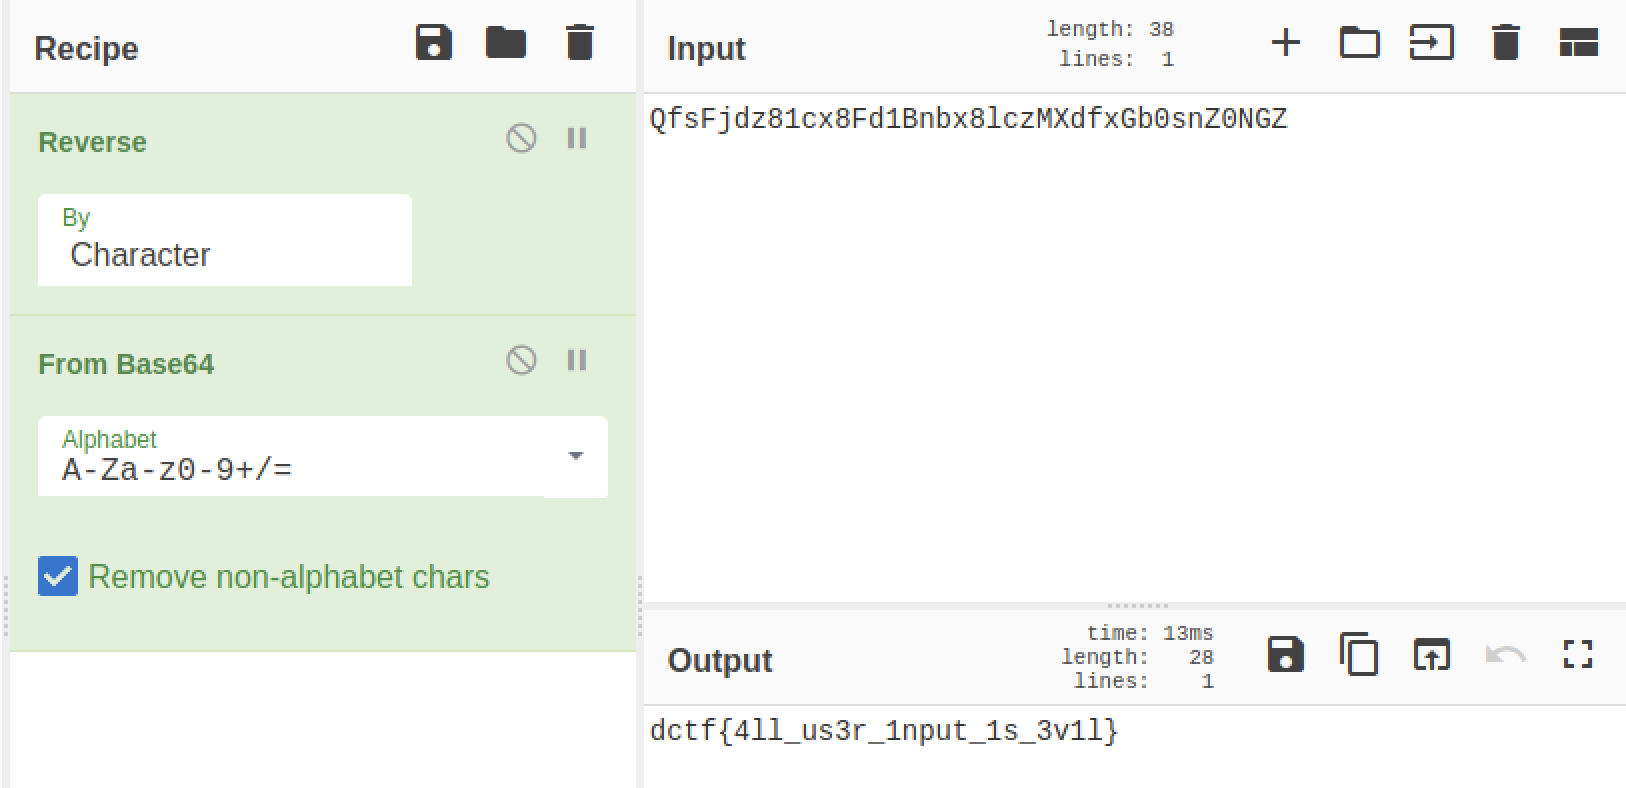 Recipe
Reverse
By
Character
From Base64
Alphabet
A-Za-z0-9+/=
Remove non-alphabet chars
Input
length: 38
lines: 1
QfsFjdz81cx8Fd1Bnbx8lczMXdfxGb0snZ0NGZ
Output
time: 13ms
length: 28
lines: 1
dctf{4ll_us3r_1nput_1s_3v1l}